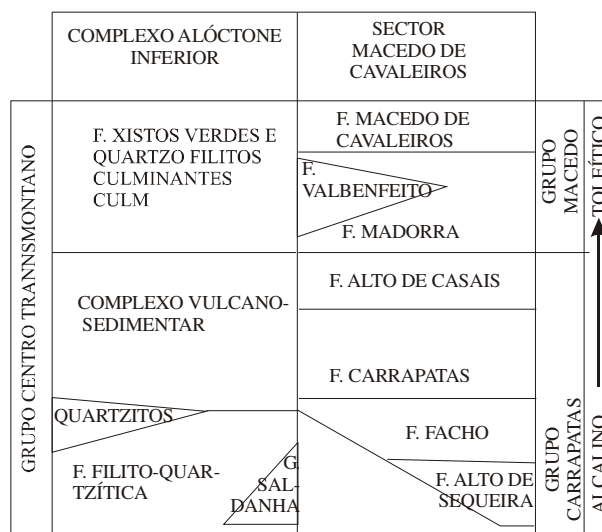 COMPLEXO ALÓCTONE
INFERIOR
SECTOR
MACEDO DE
CAVALEIROS
GRUPO CENTRO TRANNSMONTANO
F. XISTOS VERDES E
QUARTZO FILITOS
CULMINANTES
CULM
F. MACEDO DE
CAVALEIROS
F.
VALBENFEITO
F. MADORRA
GRUPO
MACEDO
TOLEÍTICO
COMPLEXO VULCANO-
SEDIMENTAR
F. ALTO DE CASAIS
F. CARRAPATAS
QUARTZITOS
F. FILITO-QUAR-
TZÍTICA
G.
SAL-
DANHA
F. FACHO
F. ALTO DE
SEQUEIRA
GRUPO
CARRAPATAS
ALCALINO